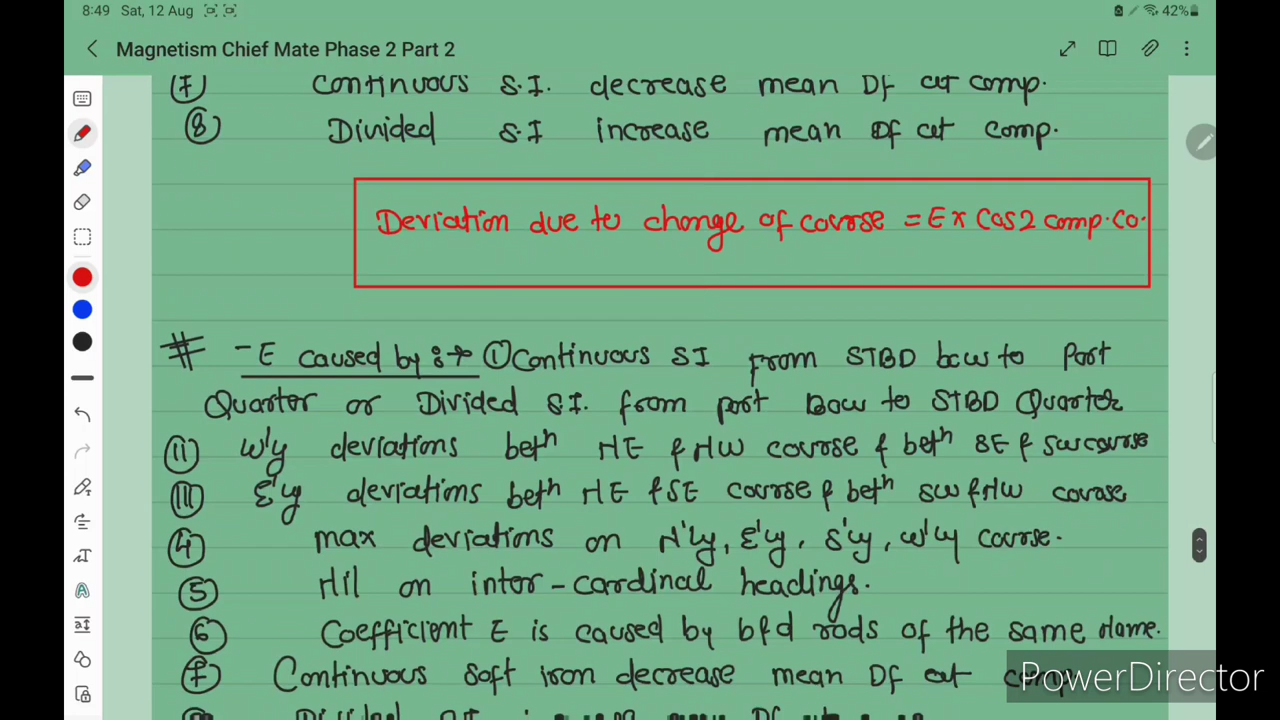 8:49 Sat, 12 Aug 42%
Magnetism Chief Mate Phase 2 Part 2
(7) Continuous S.I. decrease mean DF at comp.
(8) Divided S.I increase mean DF at comp.
Deviation due to change of course = E x Cos2 comp.co.
# -E caused by :→ (1) Continuous SI From STBD bow to Port
Quarter or Divided S.I. from port Bow to STBD Quarter
(II) W'ly deviations betn NE & NW course & betn SE & SW course
(III) E'ly deviations betn NE & SE course & betn SW & NW course
(4) max deviations on N'ly, E'ly, S'ly, W'ly course.
(5) Nil on inter-cardinal headings.
(6) Coefficient E is caused by b&d rods of the same name.
(7) Continuous soft iron decrease mean DF at comp
PowerDirector